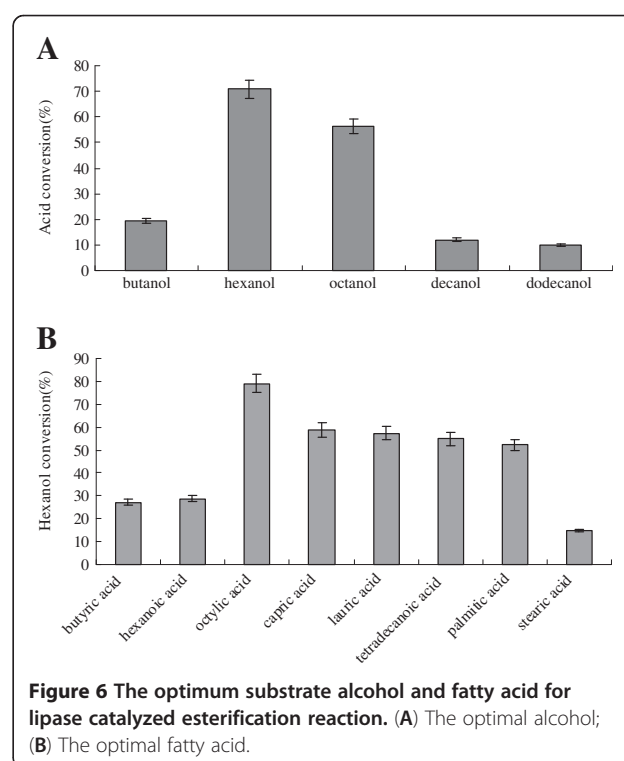 A
80
70
60
50
40
30
20
10
0
Acid conversion(%)
butanol hexanol octanol decanol dodecanol
B
90
80
70
60
50
40
30
20
10
0
Hexanol conversion(%)
butyric acid
hexanoic acid
octylic acid
capric acid
lauric acid
tetradecanoic acid
palmitic acid
stearic acid
Figure 6 The optimum substrate alcohol and fatty acid for
lipase catalyzed esterification reaction. (A) The optimal alcohol;
(B) The optimal fatty acid.